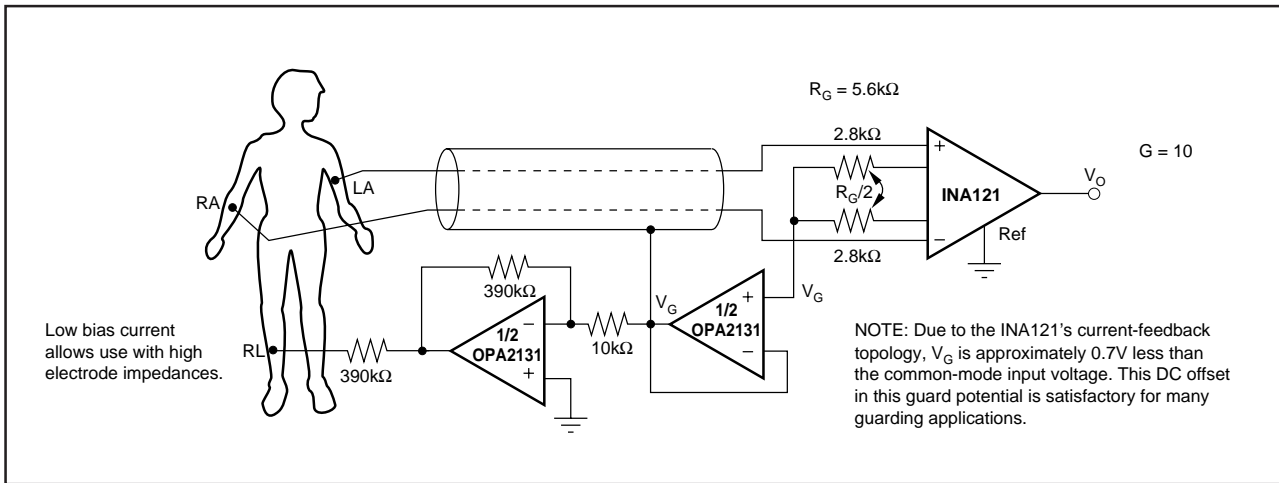 R_G = 5.6kΩ
2.8kΩ
G = 10
+
V_O
LA
R_G/2
INA121
RA
−
Ref
2.8kΩ
390kΩ
V_G
+
V_G
1/2
OPA2131
−
1/2
OPA2131
−
+
10kΩ
RL
390kΩ
Low bias current
allows use with high
electrode impedances.
NOTE: Due to the INA121's current-feedback
topology, V_G is approximately 0.7V less than
the common-mode input voltage. This DC offset
in this guard potential is satisfactory for many
guarding applications.